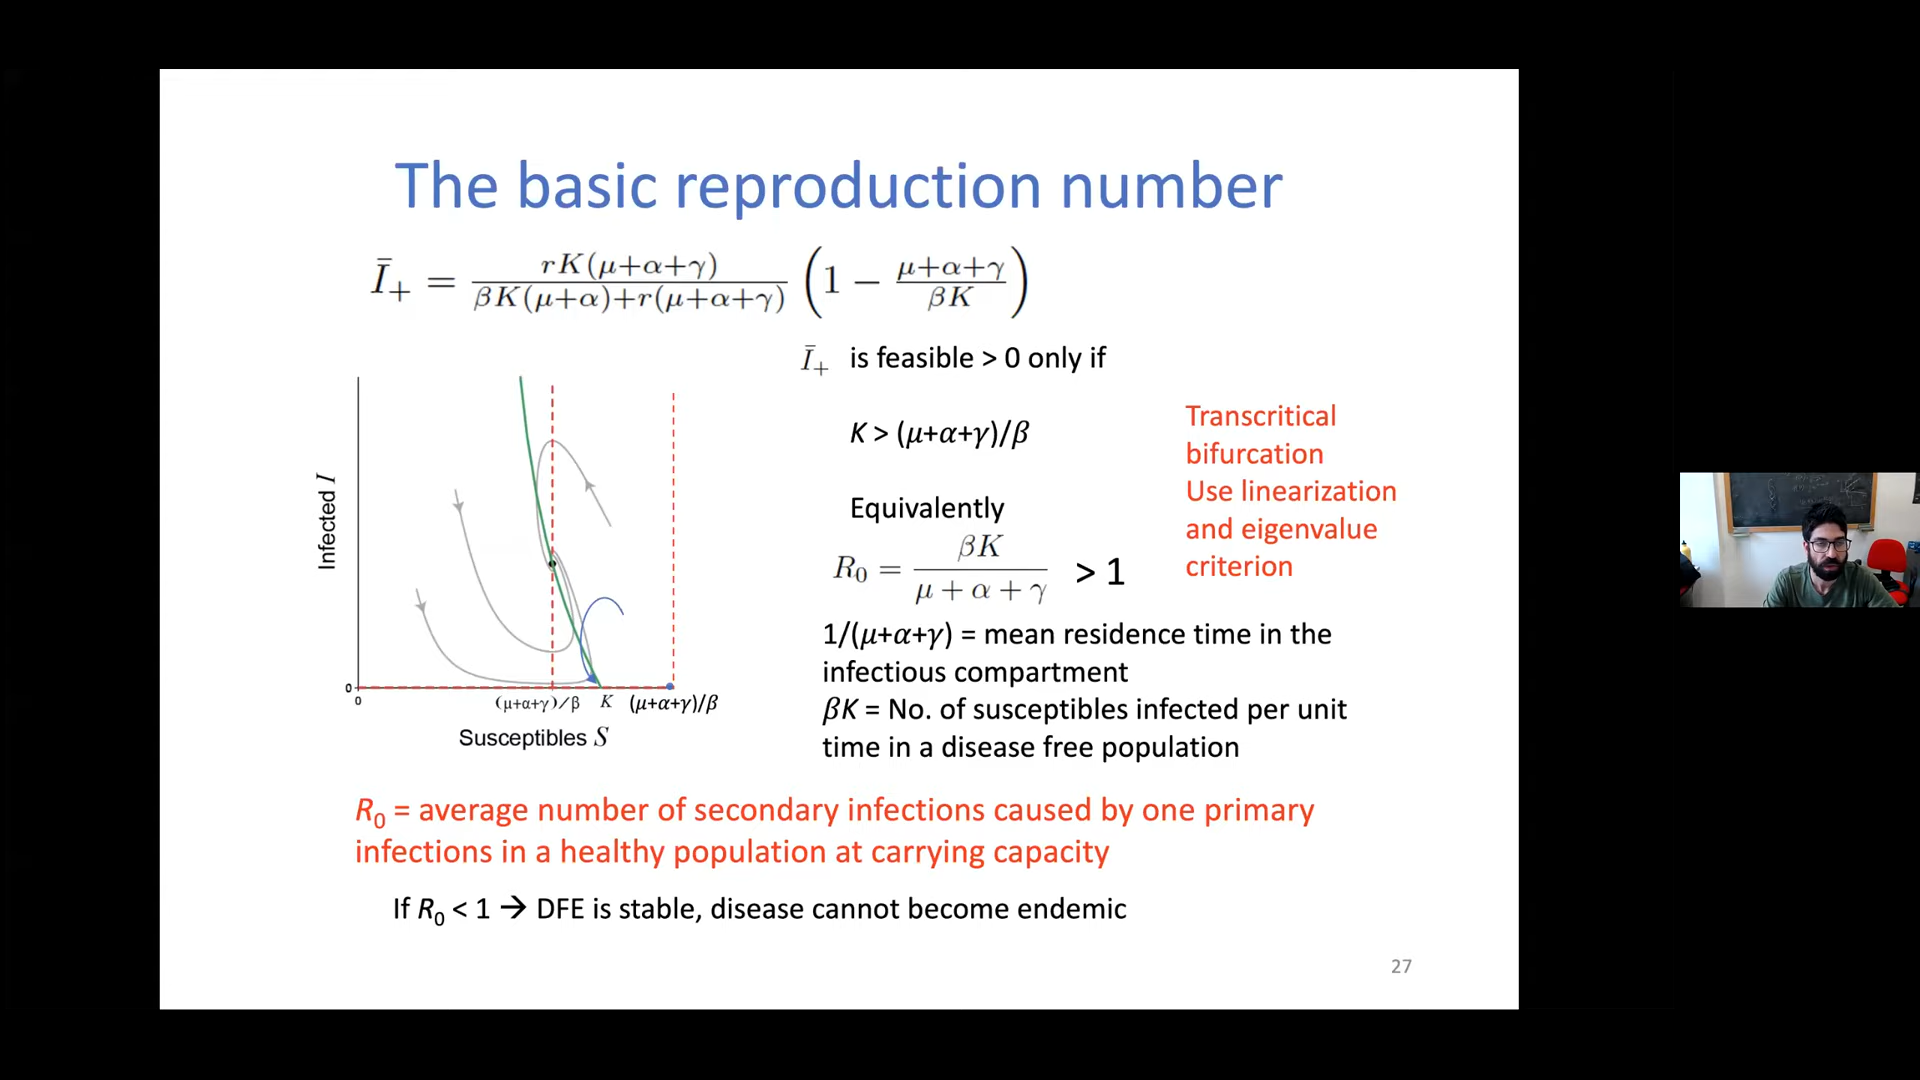 The basic reproduction number
Ī₊ = rK(μ+α+γ) / βK(μ+α)+r(μ+α+γ) (1 − μ+α+γ / βK)
Ī₊ is feasible > 0 only if
K > (μ+α+γ)/β
Equivalently
R₀ = βK / μ + α + γ > 1
Transcritical
bifurcation
Use linearization
and eigenvalue
criterion
1/(μ+α+γ) = mean residence time in the
infectious compartment
βK = No. of susceptibles infected per unit
time in a disease free population
Infected I
0
0
(μ+α+γ)/β K (μ+α+γ)/β
Susceptibles S
R₀ = average number of secondary infections caused by one primary
infections in a healthy population at carrying capacity
If R₀ < 1 → DFE is stable, disease cannot become endemic
27